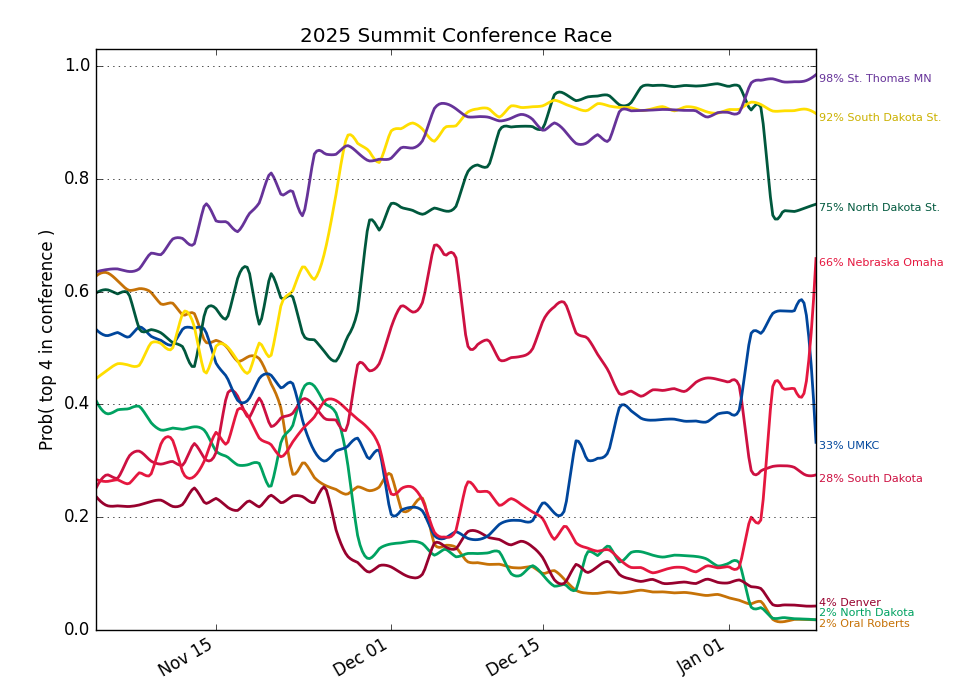 2025 Summit Conference Race
Prob( top 4 in conference )
1.0
0.8
0.6
0.4
0.2
0.0
Nov 15
Dec 01
Dec 15
Jan 01
98% St. Thomas MN
92% South Dakota St.
75% North Dakota St.
66% Nebraska Omaha
33% UMKC
28% South Dakota
4% Denver
2% North Dakota
2% Oral Roberts